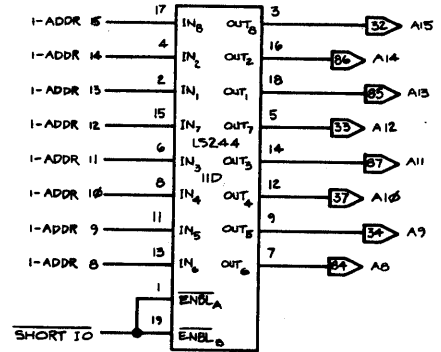 1-ADDR 15 17 IN8 OUT8 3 32 A15
1-ADDR 14 4 IN2 OUT2 16 86 A14
1-ADDR 13 2 IN1 OUT1 18 85 A13
1-ADDR 12 15 IN7 OUT7 5 33 A12
LS244
1-ADDR 11 6 IN3 OUT3 14 87 A11
11D
1-ADDR 1Ø 8 IN4 OUT4 12 37 A1Ø
1-ADDR 9 11 IN5 OUT5 9 34 A9
1-ADDR 8 13 IN6 OUT6 7 84 A8
1 ENBLA
SHORT IO 19 ENBLB